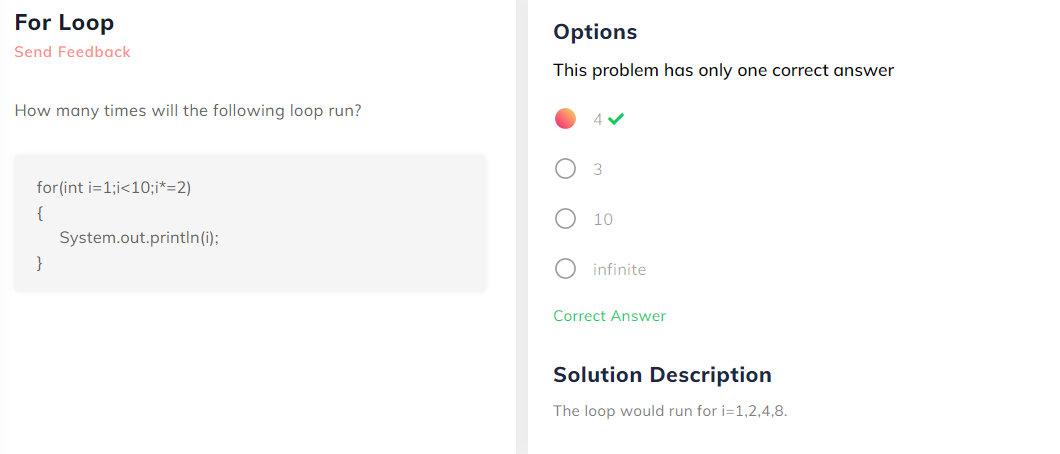 For Loop
Send Feedback
How many times will the following loop run?
for(int i=1;i<10;i*=2)
{
System.out.println(i);
}
Options
This problem has only one correct answer
4
3
10
infinite
Correct Answer
Solution Description
The loop would run for i=1,2,4,8.